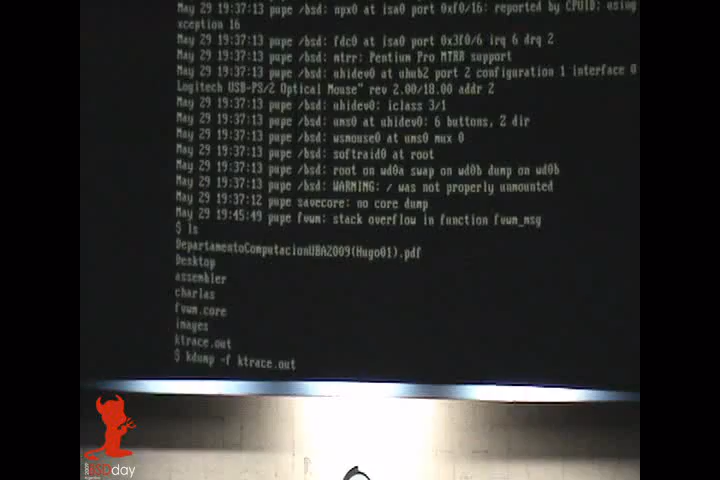 May 29 19:37:13 pupe /bsd: npx0 at isa0 port 0xf0/16: reported by CPUID; using
xception 16
May 29 19:37:13 pupe /bsd: fdc0 at isa0 port 0x3f0/6 irq 6 drq 2
May 29 19:37:13 pupe /bsd: mtrr: Pentium Pro MTRR support
May 29 19:37:13 pupe /bsd: uhidev0 at uhub2 port 2 configuration 1 interface 0
Logitech USB-PS/2 Optical Mouse" rev 2.00/18.00 addr 2
May 29 19:37:13 pupe /bsd: uhidev0: iclass 3/1
May 29 19:37:13 pupe /bsd: ums0 at uhidev0: 6 buttons, Z dir
May 29 19:37:13 pupe /bsd: wsmouse0 at ums0 mux 0
May 29 19:37:13 pupe /bsd: softraid0 at root
May 29 19:37:13 pupe /bsd: root on wd0a swap on wd0b dump on wd0b
May 29 19:37:13 pupe /bsd: WARNING: / was not properly unmounted
May 29 19:37:12 pupe savecore: no core dump
May 29 19:45:49 pupe fvwm: stack overflow in function fvwm_msg
$ ls
DepartamentoComputacionUBA2009(Hugo01).pdf
Desktop
assembler
charlas
fvwm.core
images
ktrace.out
$ kdump -f ktrace.out
BSDday